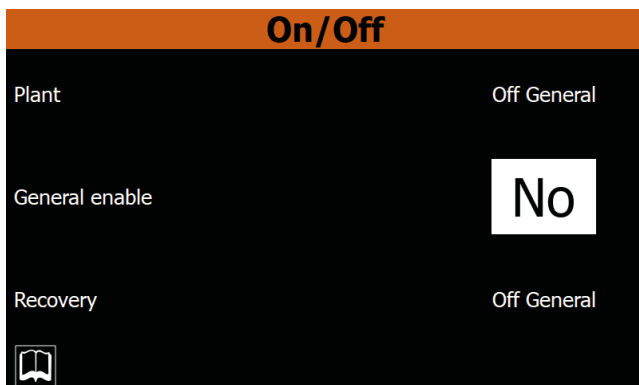 On/Off
Plant Off General
General enable No
Recovery Off General